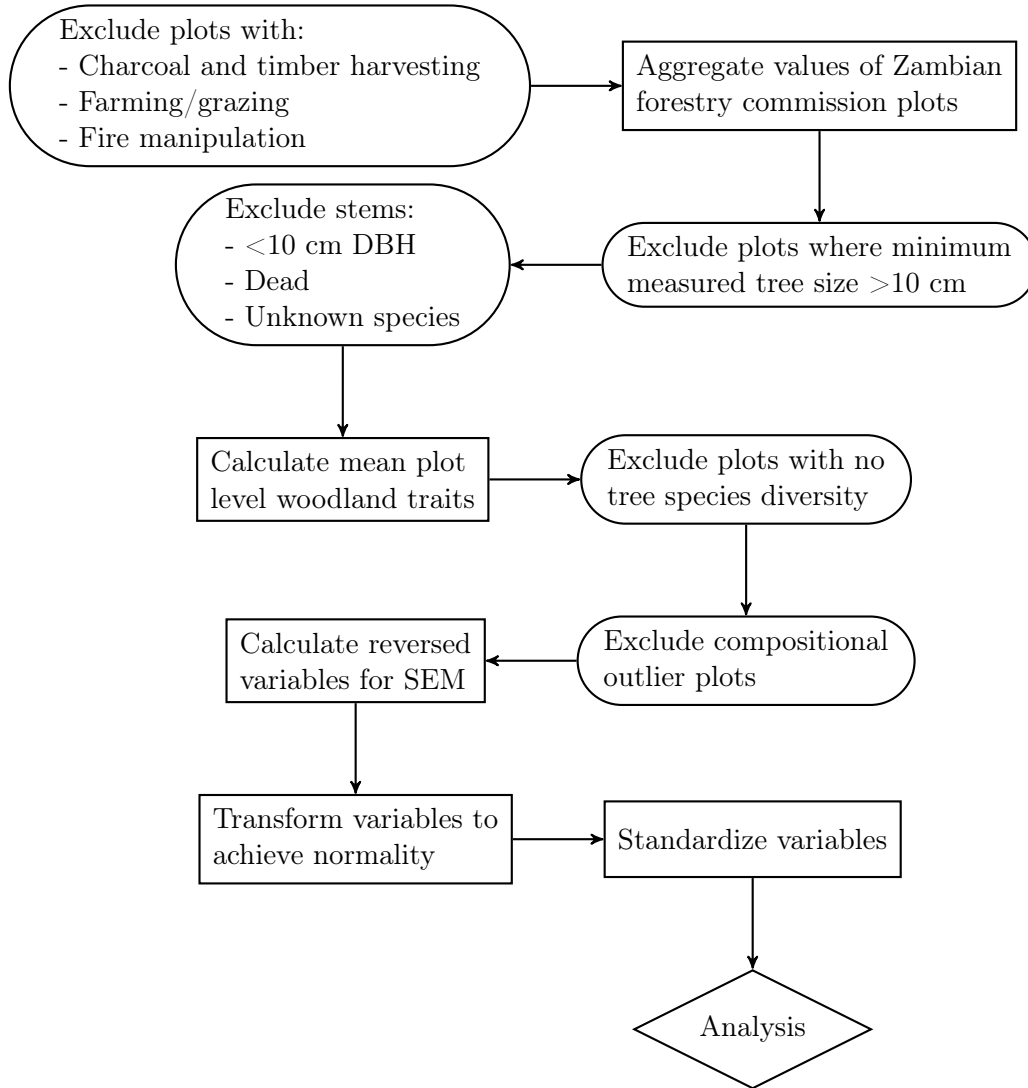 Exclude plots with:
- Charcoal and timber harvesting
- Farming/grazing
- Fire manipulation
Aggregate values of Zambian
forestry commission plots
Exclude plots where minimum
measured tree size >10 cm
Exclude stems:
- <10 cm DBH
- Dead
- Unknown species
Calculate mean plot
level woodland traits
Exclude plots with no
tree species diversity
Exclude compositional
outlier plots
Calculate reversed
variables for SEM
Transform variables to
achieve normality
Standardize variables
Analysis